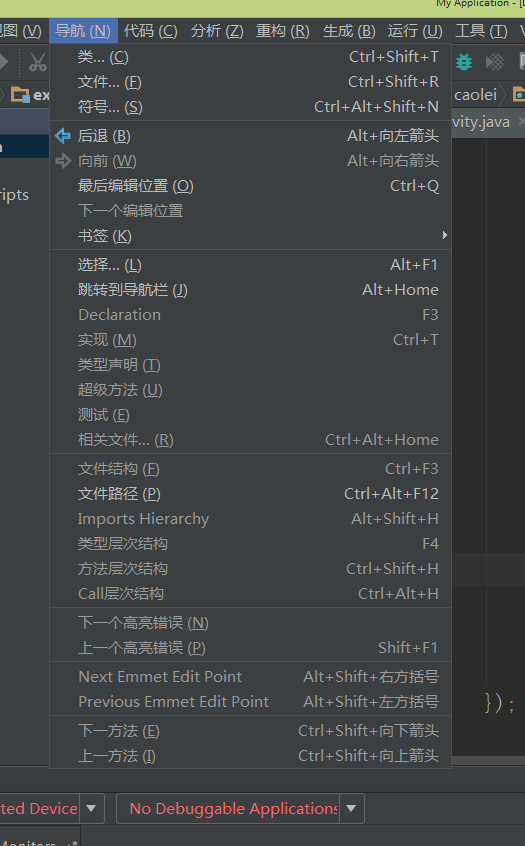 My Application - [
视图 (V) 导航 (N) 代码 (C) 分析 (Z) 重构 (R) 生成 (B) 运行 (U) 工具 (T) V
类... (C) Ctrl+Shift+T
文件... (F) Ctrl+Shift+R
符号... (S) Ctrl+Alt+Shift+N
ex
caolei
vity.java
后退 (B) Alt+向左箭头
向前 (W) Alt+向右箭头
最后编辑位置 (O) Ctrl+Q
ripts
下一个编辑位置
书签 (K)
选择... (L) Alt+F1
跳转到导航栏 (J) Alt+Home
Declaration F3
实现 (M) Ctrl+T
类型声明 (T)
超级方法 (U)
测试 (E)
相关文件... (R) Ctrl+Alt+Home
文件结构 (F) Ctrl+F3
文件路径 (P) Ctrl+Alt+F12
Imports Hierarchy Alt+Shift+H
类型层次结构 F4
方法层次结构 Ctrl+Shift+H
Call层次结构 Ctrl+Alt+H
下一个高亮错误 (N)
上一个高亮错误 (P) Shift+F1
Next Emmet Edit Point Alt+Shift+右方括号
Previous Emmet Edit Point Alt+Shift+左方括号
});
下一方法 (E) Ctrl+Shift+向下箭头
上一方法 (I) Ctrl+Shift+向上箭头
ted Device No Debuggable Applications
Monitors